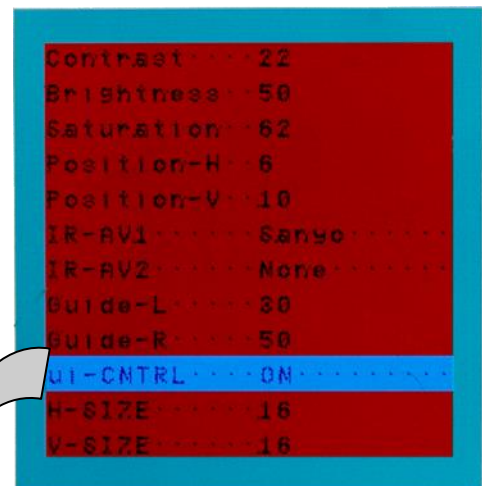 Contrast····22
Brightness··50
Saturation··62
Position-H··6
Position-V··10
IR-AV1······Sanyo······
IR-AV2······None·······
Guide-L·····30
Guide-R·····50
ui-CNTRL····ON·········
H-SIZE······16
V-SIZE······16